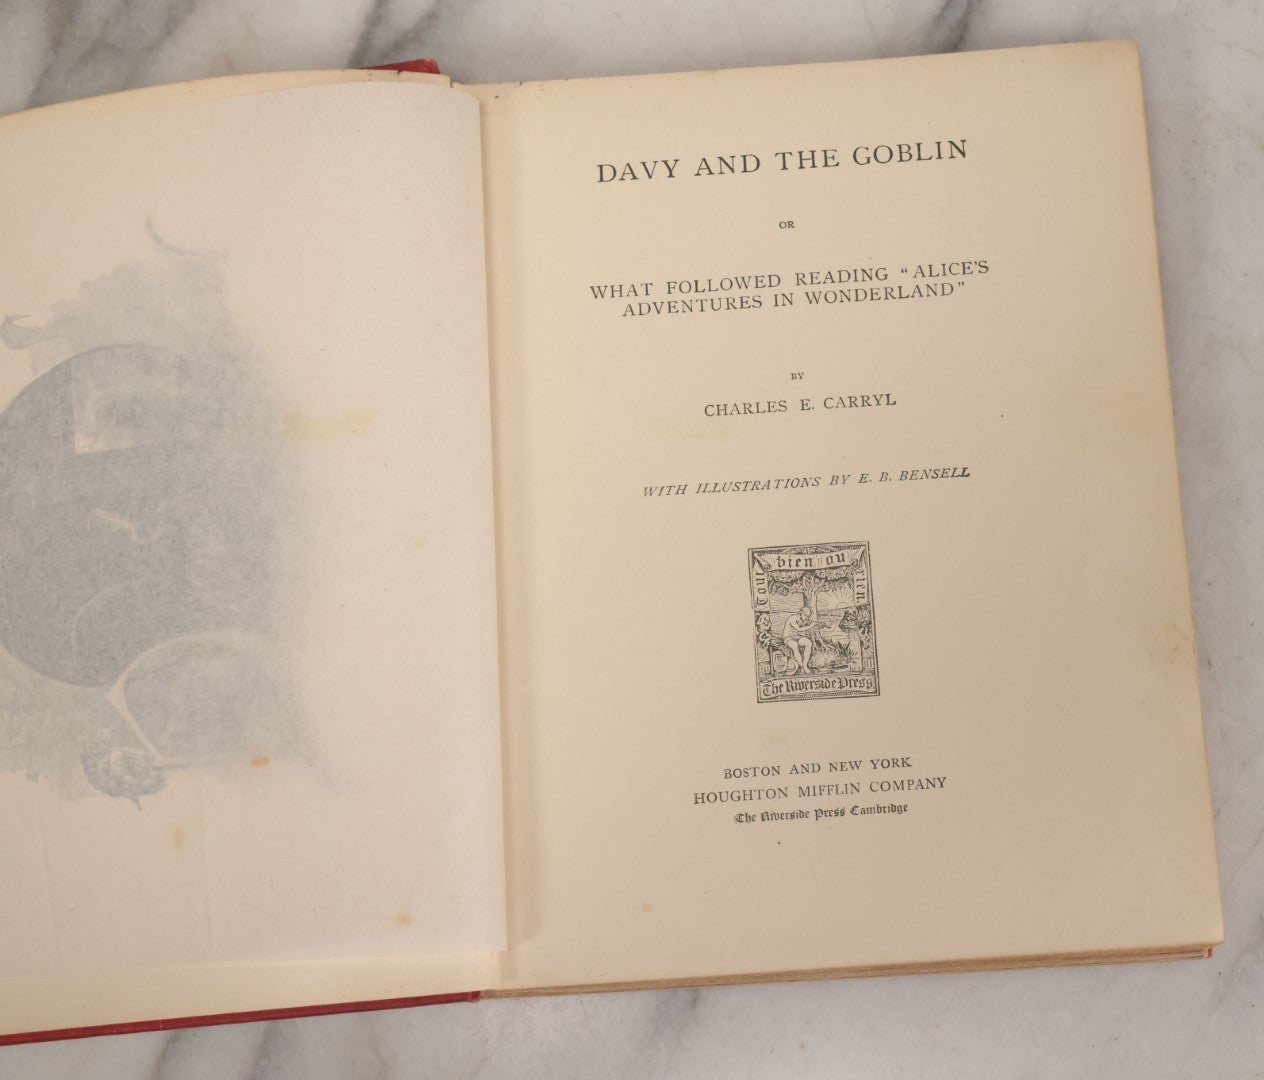 DAVY AND THE GOBLIN
OR
WHAT FOLLOWED READING "ALICE'S
ADVENTURES IN WONDERLAND"
BY
CHARLES E. CARRYL
WITH ILLUSTRATIONS BY E. B. BENSELL
Tout bien ou rien.
The Riverside Press
BOSTON AND NEW YORK
HOUGHTON MIFFLIN COMPANY
The Riverside Press Cambridge